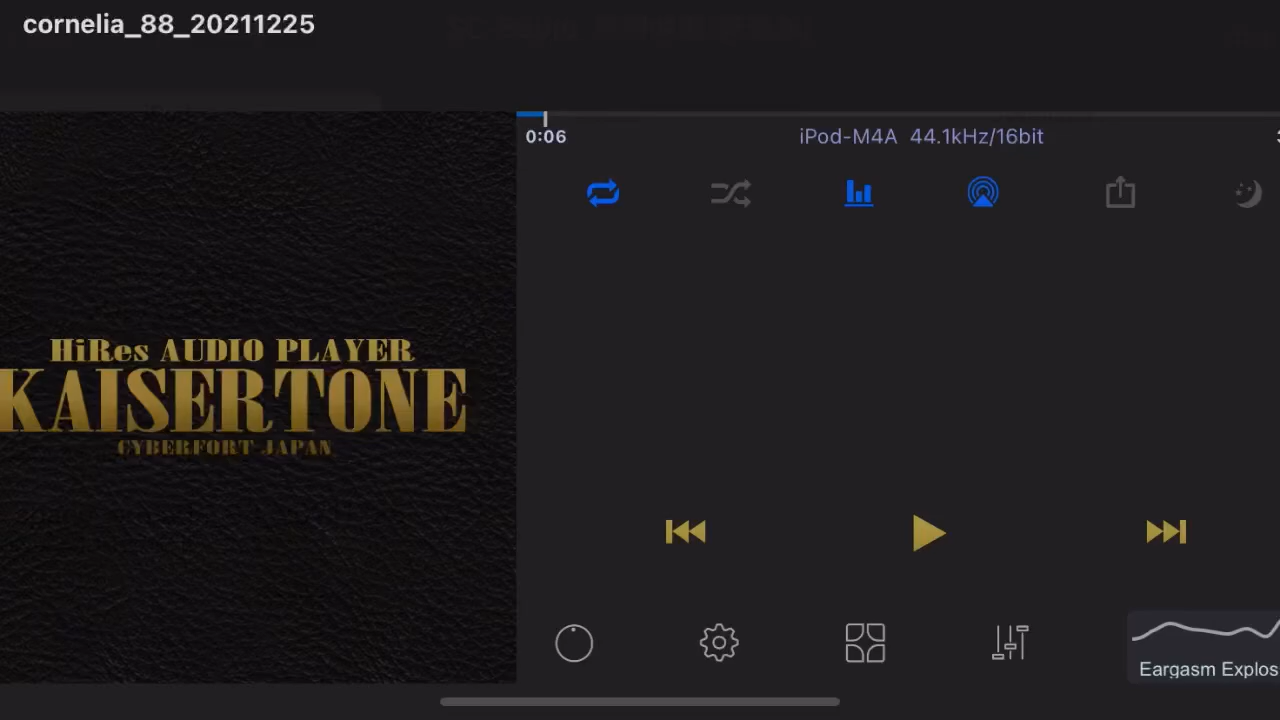 cornelia_88_20211225
0:06
iPod-M4A 44.1kHz/16bit
HiRes AUDIO PLAYER
KAISERTONE
CYBERFORT JAPAN
Eargasm Explos